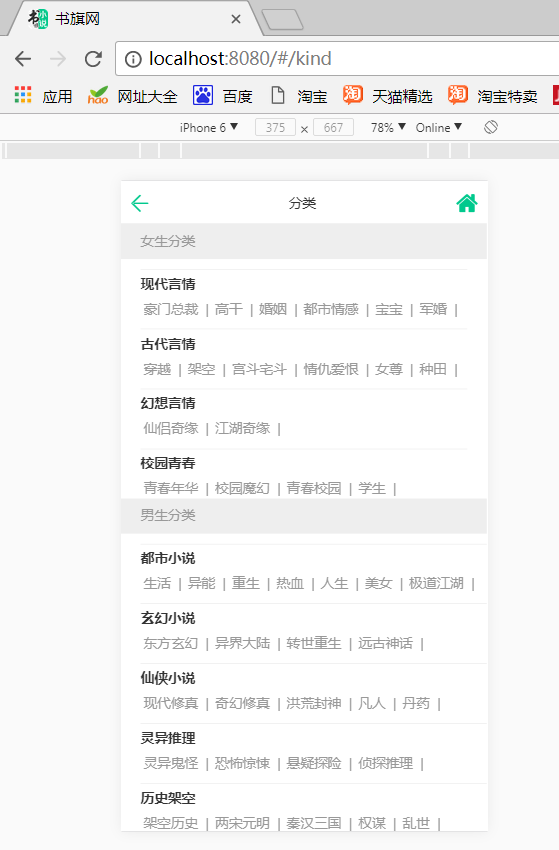 书旗小说
localhost:8080/#/kind
应用 hao 网址大全 百度 淘宝 淘 天猫精选 淘 淘宝特卖
iPhone 6 ▼ 375 × 667 78% ▼ Online ▼
分类
女生分类
现代言情
豪门总裁 | 高干 | 婚姻 | 都市情感 | 宝宝 | 军婚 |
古代言情
穿越 | 架空 | 宫斗宅斗 | 情仇爱恨 | 女尊 | 种田 |
幻想言情
仙侣奇缘 | 江湖奇缘 |
校园青春
青春年华 | 校园魔幻 | 青春校园 | 学生 |
男生分类
都市小说
生活 | 异能 | 重生 | 热血 | 人生 | 美女 | 极道江湖 |
玄幻小说
东方玄幻 | 异界大陆 | 转世重生 | 远古神话 |
仙侠小说
现代修真 | 奇幻修真 | 洪荒封神 | 凡人 | 丹药 |
灵异推理
灵异鬼怪 | 恐怖惊悚 | 悬疑探险 | 侦探推理 |
历史架空
架空历史 | 两宋元明 | 秦汉三国 | 权谋 | 乱世 |